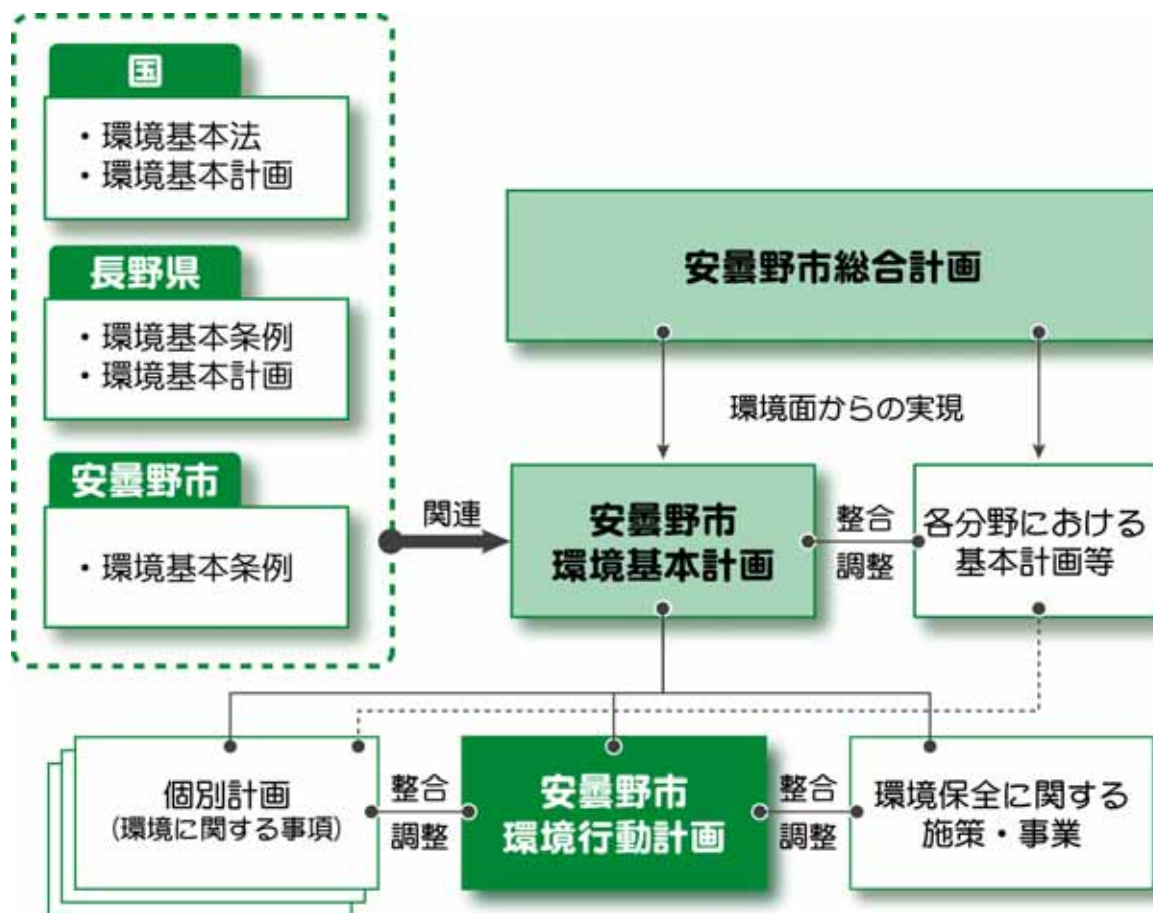 国
・環境基本法
・環境基本計画
長野県
・環境基本条例
・環境基本計画
安曇野市
・環境基本条例
安曇野市総合計画
環境面からの実現
関連
安曇野市
環境基本計画
整合
調整
各分野における
基本計画等
個別計画
(環境に関する事項)
整合
調整
安曇野市
環境行動計画
整合
調整
環境保全に関する
施策・事業